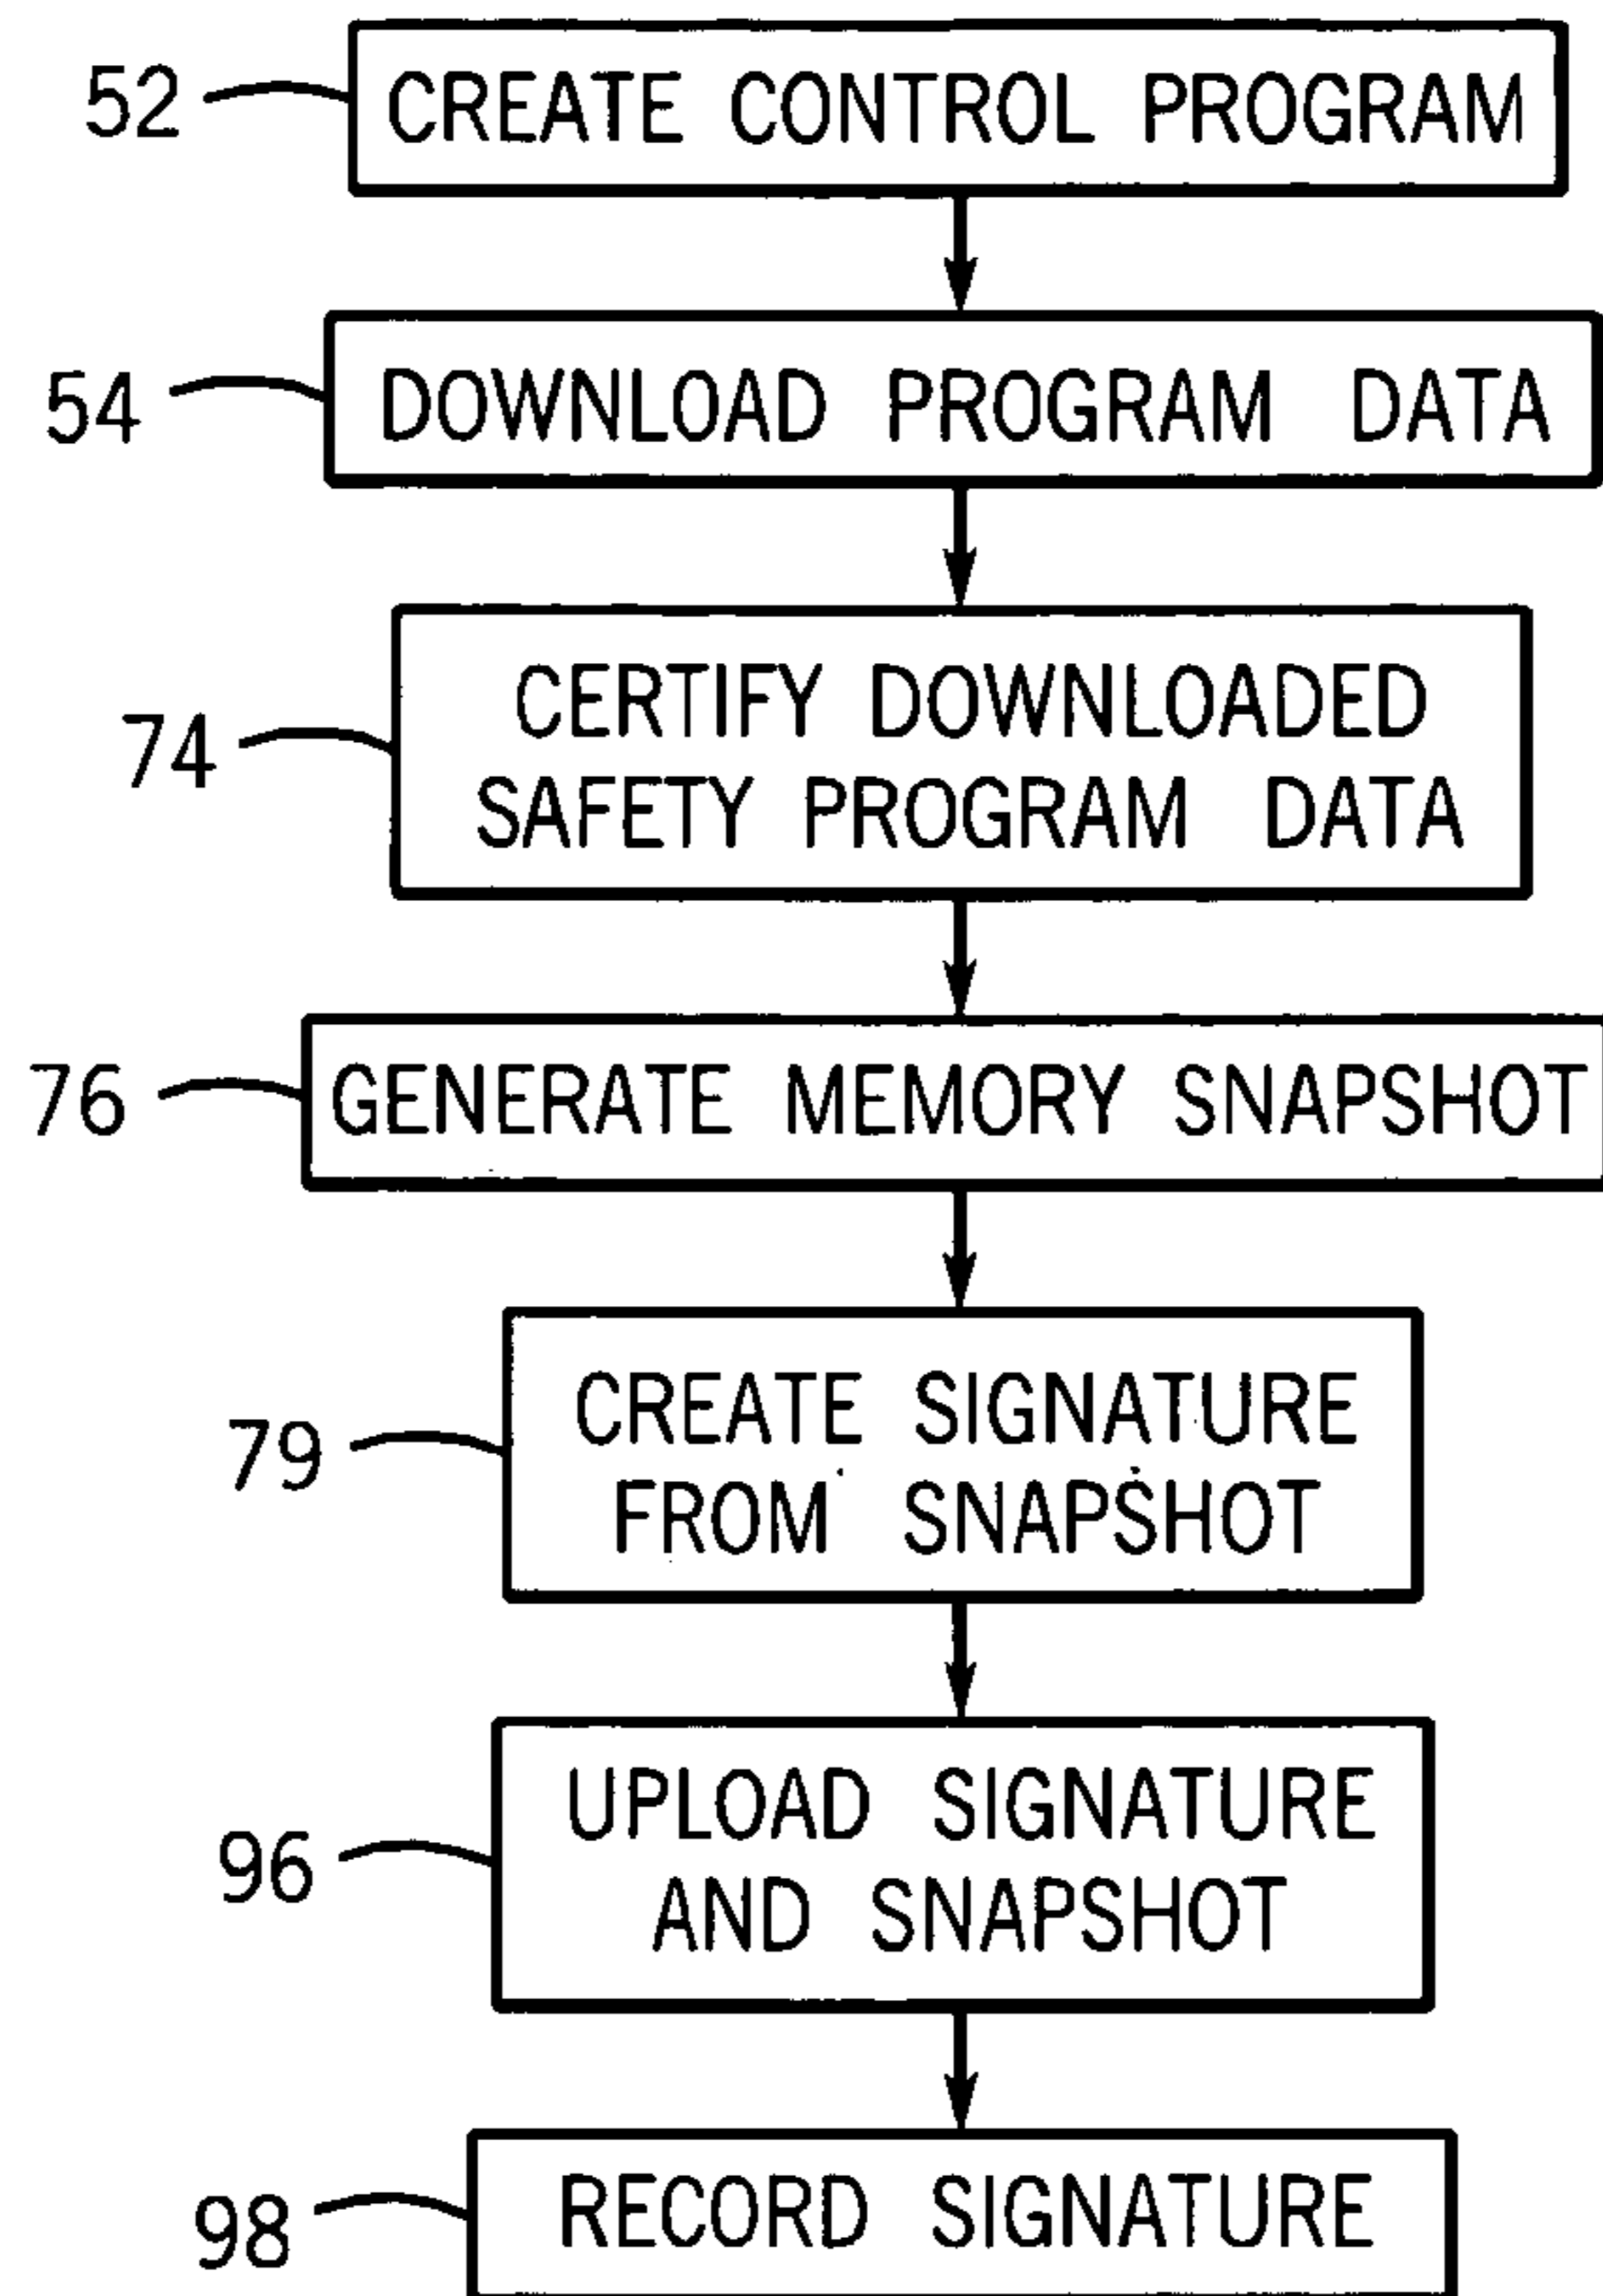 52 CREATE CONTROL PROGRAM
54 DOWNLOAD PROGRAM DATA
CERTIFY DOWNLOADED
74
SAFETY PROGRAM DATA
76 GENERATE MEMORY SNAPSHOT
CREATE SIGNATURE
79
FROM SNAPSHOT
UPLOAD SIGNATURE
96
AND SNAPSHOT
98 RECORD SIGNATURE